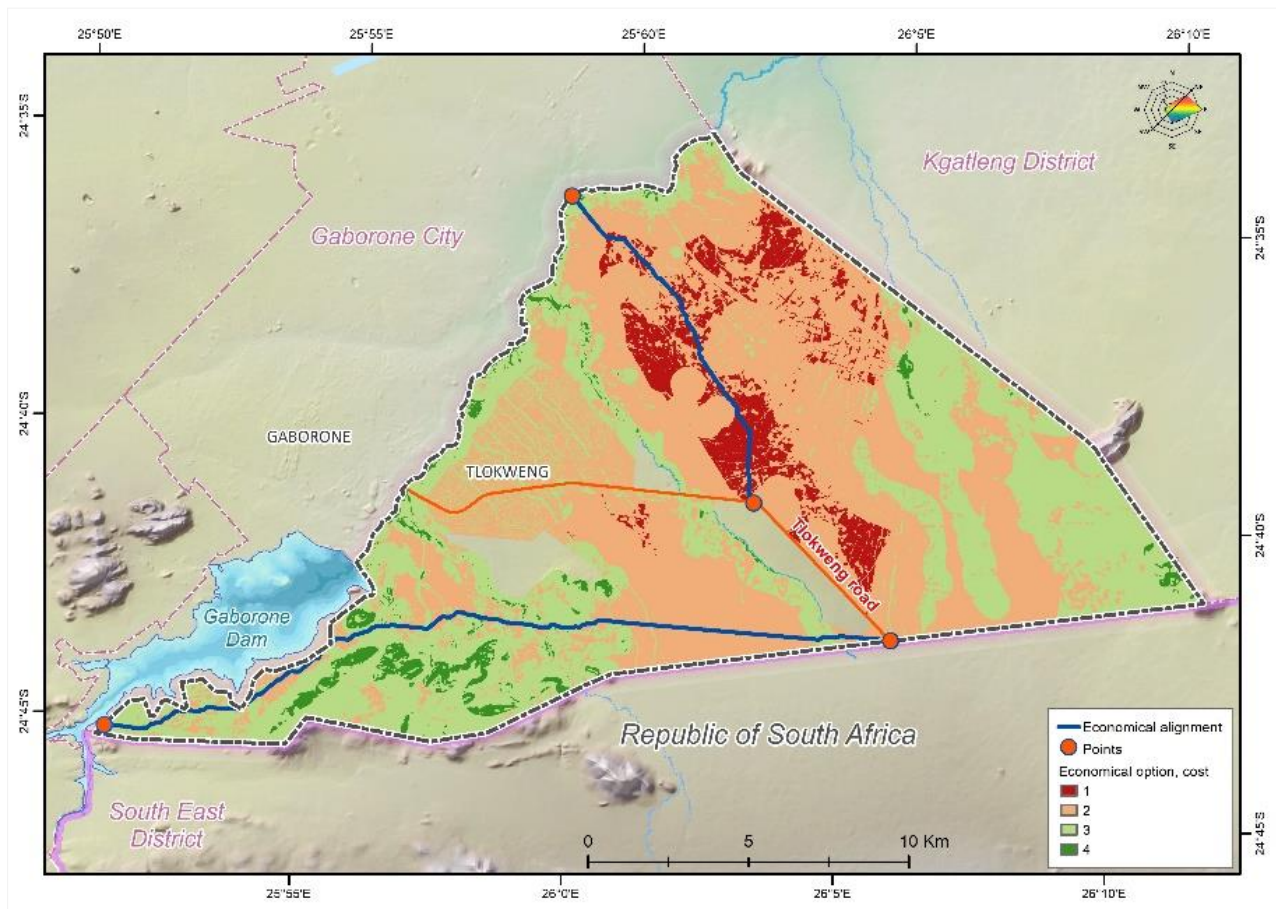 25°50'E 25°55'E 25°60'E 26°5'E 26°10'E
24°35'S
N
Kgatleng District
Gaborone City
24°35'S
24°40'S
GABORONE
TLOKWENG
24°40'S
Tlokweng road
Gaborone
Dam
24°45'S
Republic of South Africa
South East
District
Economical alignment
Points
Economical option, cost
1
2
3
4
0 5 10 Km
24°45'S
25°55'E 26°0'E 26°5'E 26°10'E